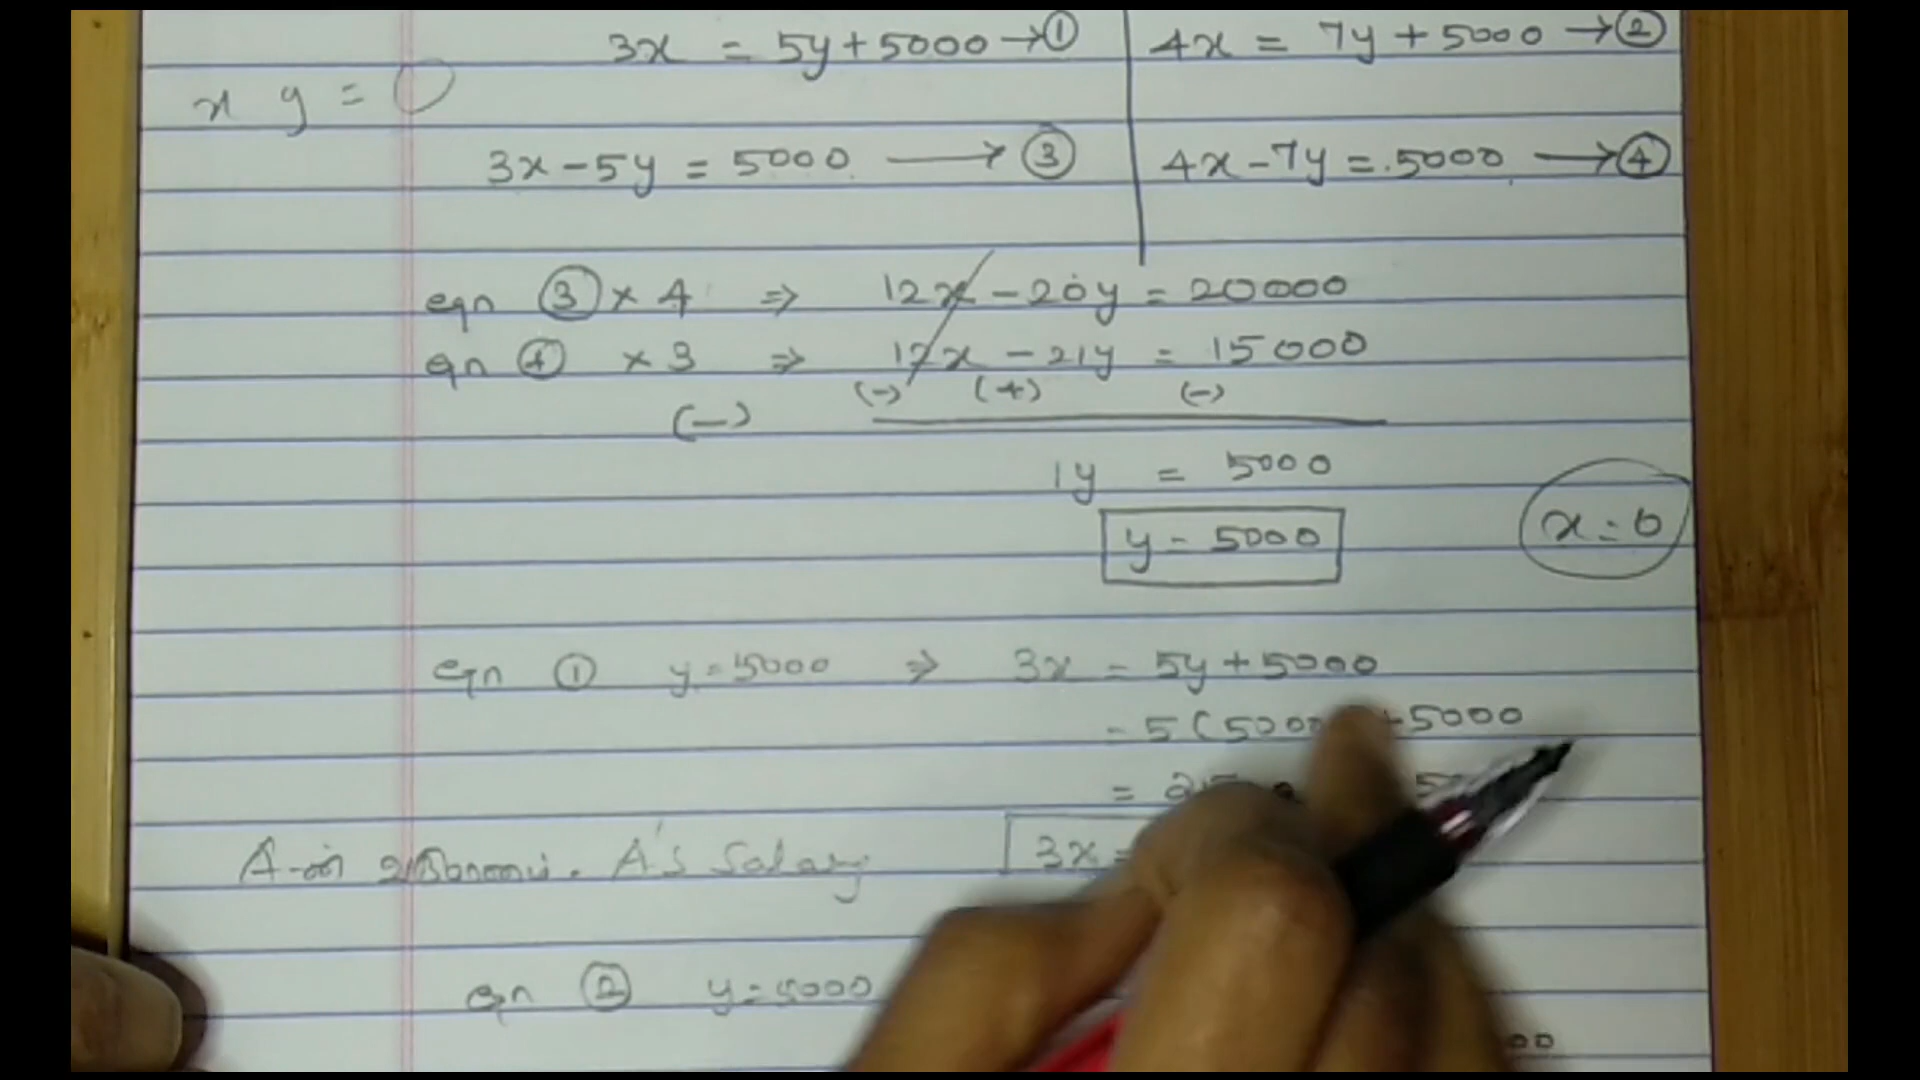 3x = 5y + 5000 → ① 4x = 7y + 5000 → ②
x y =
3x - 5y = 5000 → ③ 4x - 7y = 5000 → ④
eqn ③ × 4 ⇒ 12x - 20y = 20000
eqn ④ × 3 ⇒ 12x - 21y = 15000
(-) (-) (+) (-)
1y = 5000
y = 5000 x = 0
eqn ① y = 5000 ⇒ 3x = 5y + 5000
= 5 (5000 + 5000
=
A's Salary 3x =
eqn ② y = 5000